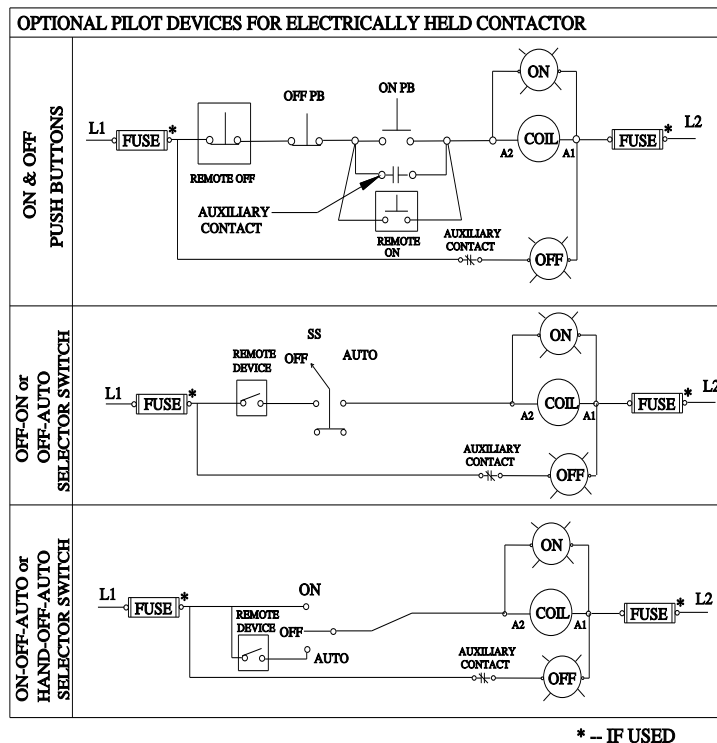 OPTIONAL PILOT DEVICES FOR ELECTRICALLY HELD CONTACTOR
ON & OFF
PUSH BUTTONS
ON
OFF PB
ON PB
L1
FUSE
*
COIL
A2
A1
FUSE
*
L2
REMOTE OFF
AUXILIARY
CONTACT
REMOTE
ON
AUXILIARY
CONTACT
OFF
OFF-ON or
OFF-AUTO
SELECTOR SWITCH
ON
SS
REMOTE
DEVICE
OFF
AUTO
L1
FUSE
*
COIL
A2
A1
FUSE
*
L2
AUXILIARY
CONTACT
OFF
ON-OFF-AUTO or
HAND-OFF-AUTO
SELECTOR SWITCH
ON
L1
FUSE
*
ON
REMOTE
DEVICE
OFF
AUTO
COIL
A2
A1
FUSE
*
L2
AUXILIARY
CONTACT
OFF
* -- IF USED